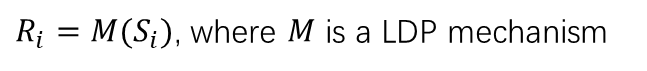 R_i = M(S_i), where M is a LDP mechanism